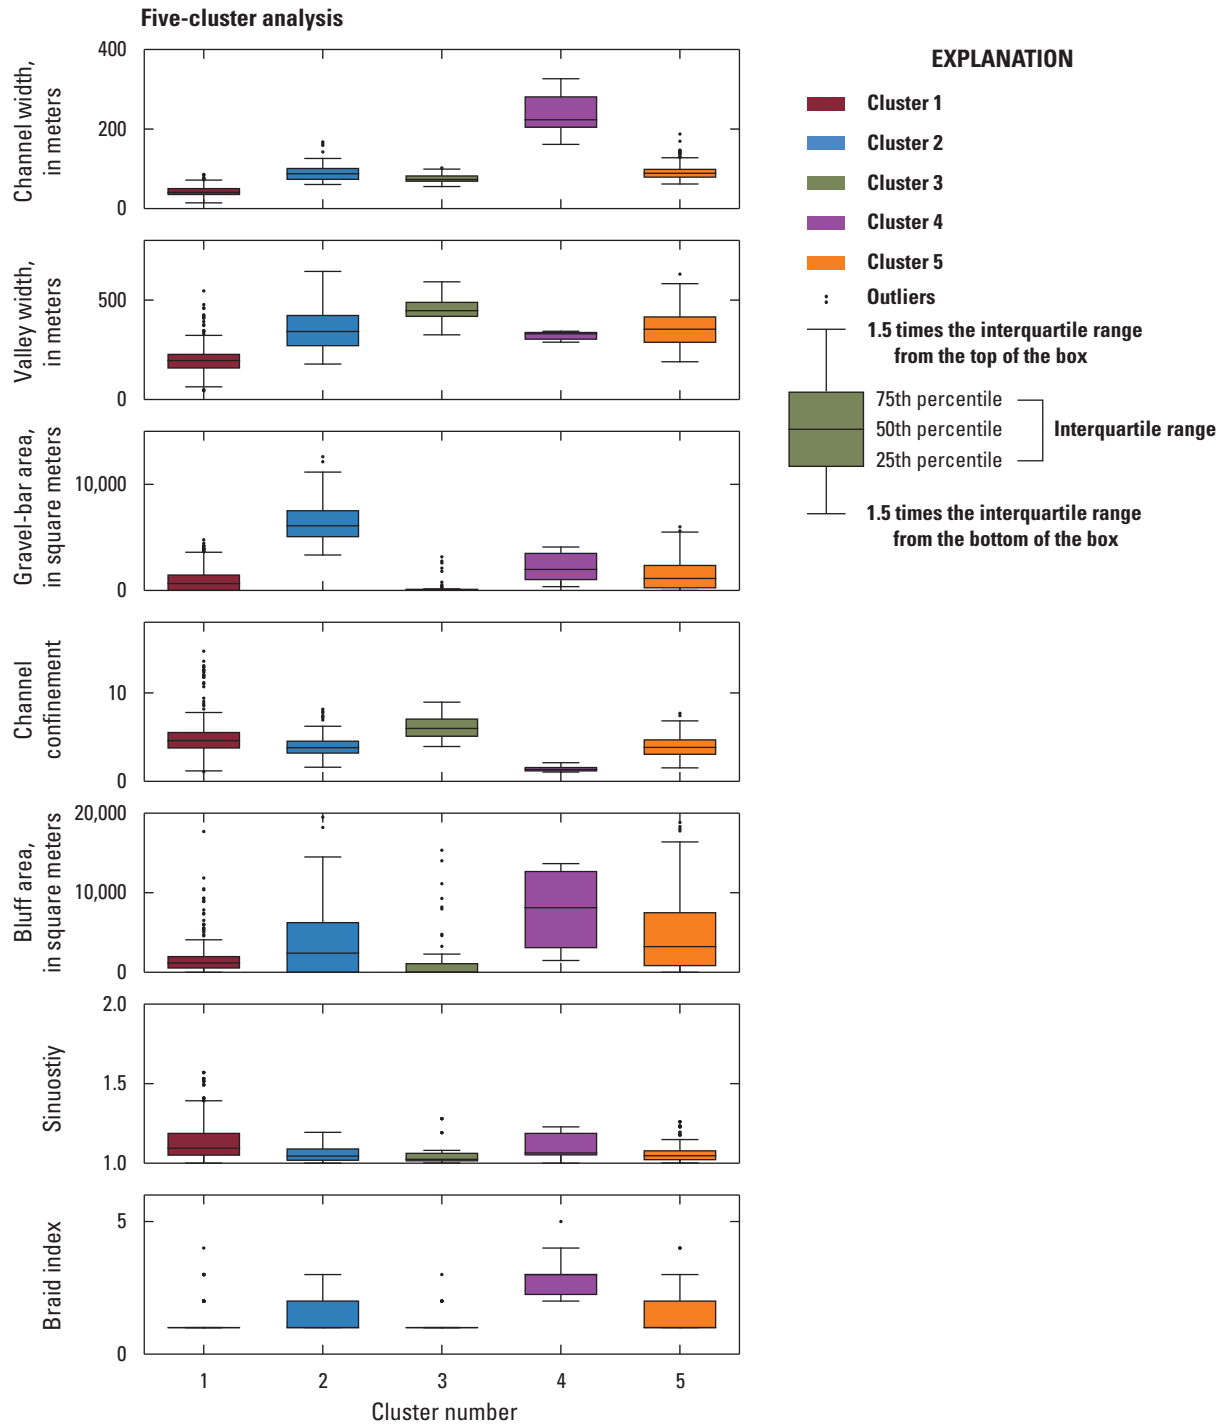 Five-cluster analysis
Channel width,
in meters
400
200
0
Valley width,
in meters
500
0
Gravel-bar area,
in square meters
10,000
0
Channel
confinement
10
0
Bluff area,
in square meters
20,000
10,000
0
Sinuostiy
2.0
1.5
1.0
Braid index
5
0
1 2 3 4 5
Cluster number
EXPLANATION
Cluster 1
Cluster 2
Cluster 3
Cluster 4
Cluster 5
Outliers
1.5 times the interquartile range
from the top of the box
75th percentile
50th percentile
25th percentile
Interquartile range
1.5 times the interquartile range
from the bottom of the box